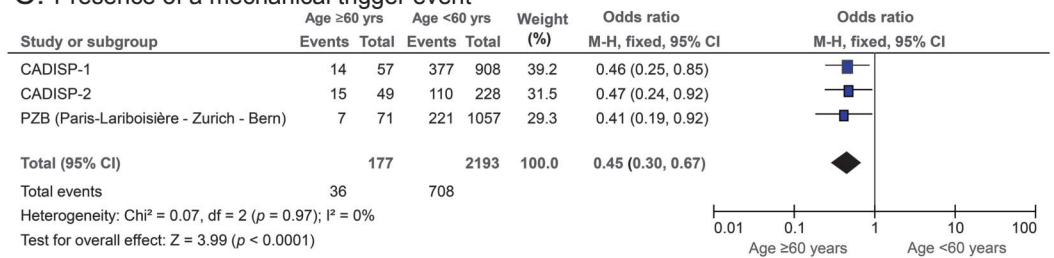 C. Presence of a mechanical trigger event
Age ≥60 yrs Age <60 yrs Weight Odds ratio Odds ratio
Study or subgroup Events Total Events Total (%) M-H, fixed, 95% CI M-H, fixed, 95% CI
CADISP-1 14 57 377 908 39.2 0.46 (0.25, 0.85)
CADISP-2 15 49 110 228 31.5 0.47 (0.24, 0.92)
PZB (Paris-Lariboisière - Zurich - Bern) 7 71 221 1057 29.3 0.41 (0.19, 0.92)
Total (95% CI) 177 2193 100.0 0.45 (0.30, 0.67)
Total events 36 708
Heterogeneity: Chi² = 0.07, df = 2 (p = 0.97); I² = 0%
Test for overall effect: Z = 3.99 (p < 0.0001)
0.01 0.1 1 10 100
Age ≥60 years Age <60 years